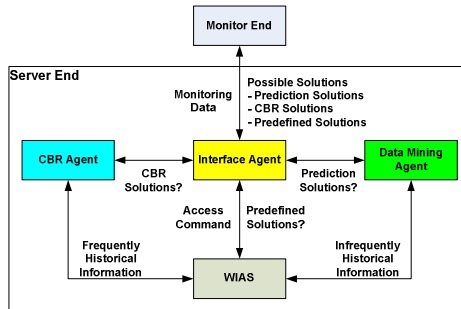 Monitor End
Server End
Monitoring
Data
Possible Solutions
- Prediction Solutions
- CBR Solutions
- Predefined Solutions
CBR Agent
Interface Agent
Data Mining
Agent
CBR
Solutions?
Prediction
Solutions?
Access
Command
Predefined
Solutions?
Frequently
Historical
Information
Infrequently
Historical
Information
WIAS